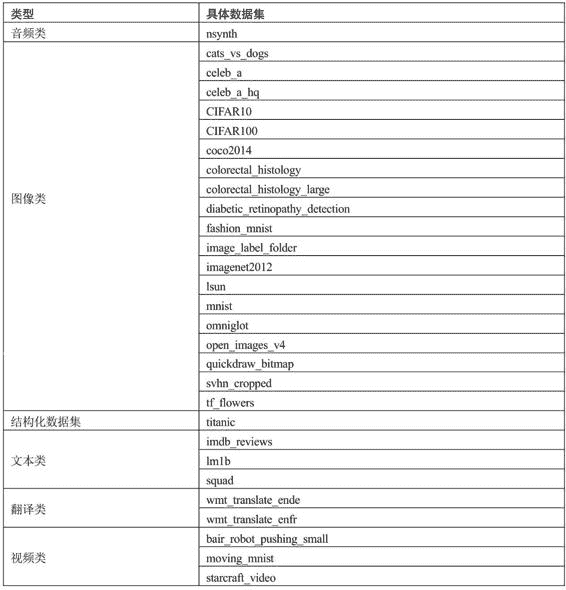 类型 具体数据集
音频类 nsynth
图像类 cats_vs_dogs
celeb_a
celeb_a_hq
CIFAR10
CIFAR100
coco2014
colorectal_histology
colorectal_histology_large
diabetic_retinopathy_detection
fashion_mnist
image_label_folder
imagenet2012
lsun
mnist
omniglot
open_images_v4
quickdraw_bitmap
svhn_cropped
tf_flowers
结构化数据集 titanic
文本类 imdb_reviews
lm1b
squad
翻译类 wmt_translate_ende
wmt_translate_enfr
视频类 bair_robot_pushing_small
moving_mnist
starcraft_video